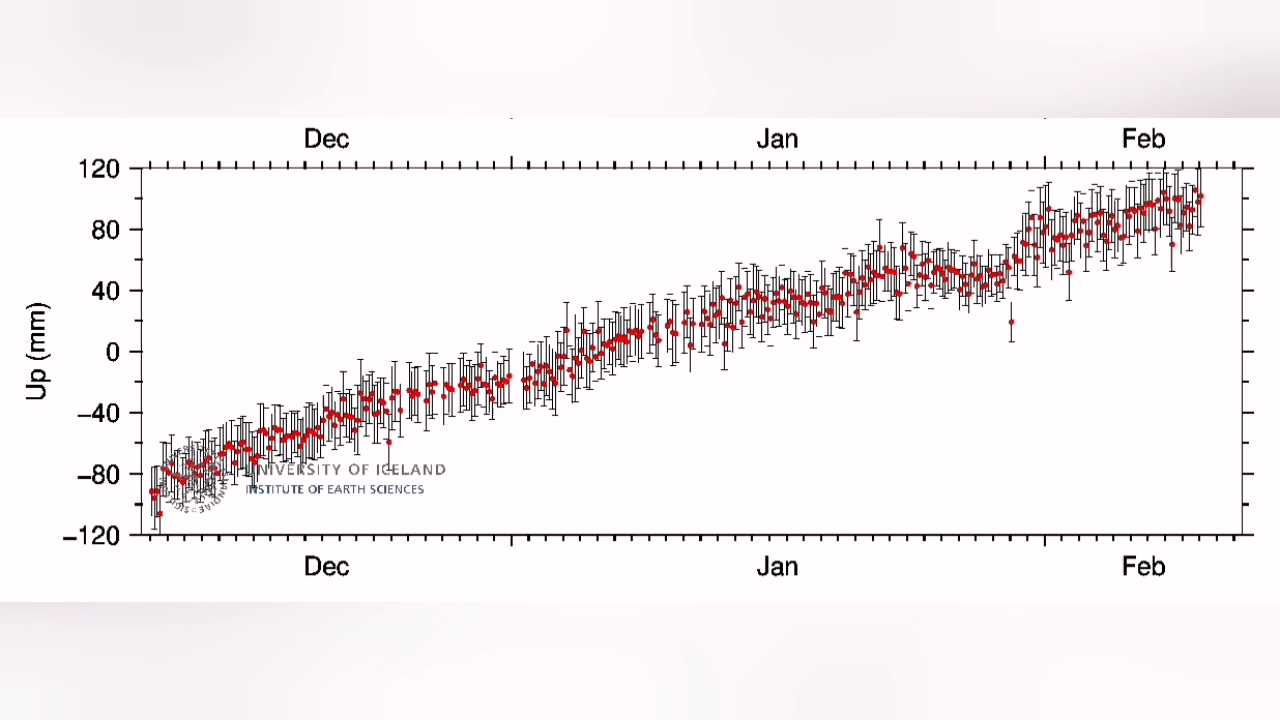 Dec Jan Feb
120
80
40
0
−40
−80
−120
Up (mm)
UNIVERSITY OF ICELAND
INSTITUTE OF EARTH SCIENCES
Dec Jan Feb